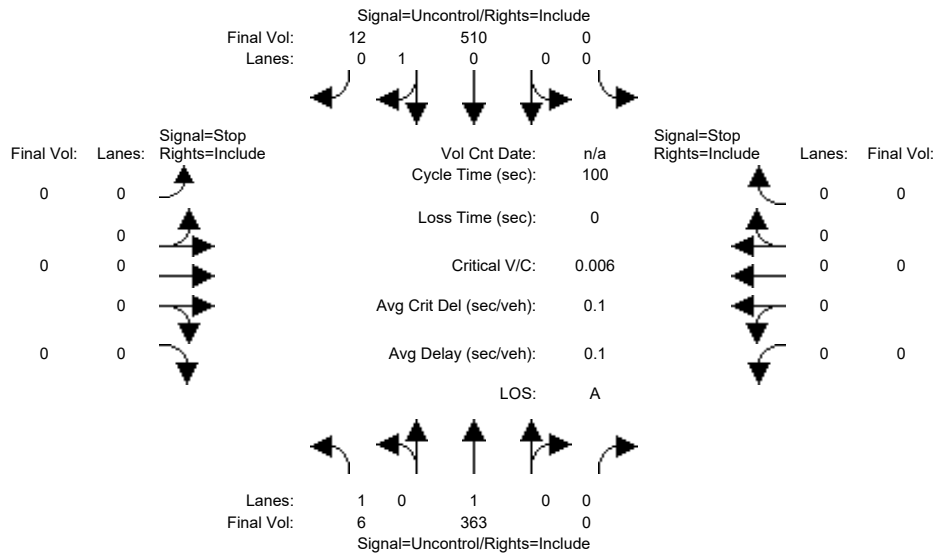 Signal=Uncontrol/Rights=Include
Final Vol: 12 510 0
Lanes: 0 1 0 0 0
Signal=Stop
Final Vol: Lanes: Rights=Include
Vol Cnt Date: n/a
Signal=Stop
Rights=Include Lanes: Final Vol:
Cycle Time (sec): 100
0 0
0 0
Loss Time (sec): 0
0
0
0 0
Critical V/C: 0.006
0 0
0
Avg Crit Del (sec/veh): 0.1
0
0 0
Avg Delay (sec/veh): 0.1
0 0
LOS: A
Lanes: 1 0 1 0 0
Final Vol: 6 363 0
Signal=Uncontrol/Rights=Include